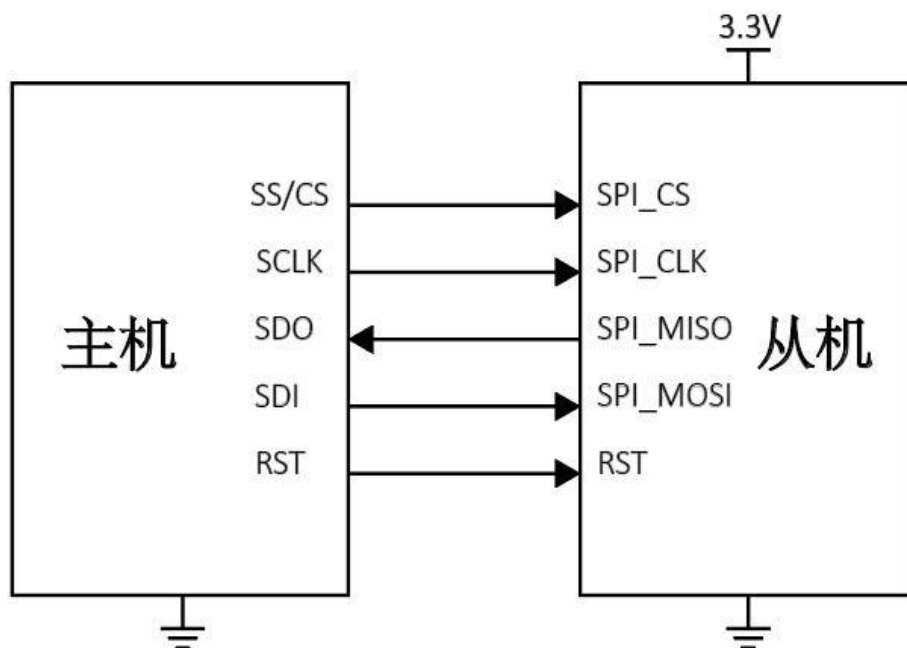 3.3V
SS/CS
SPI_CS
SCLK
SPI_CLK
主机
SDO
SPI_MISO
从机
SDI
SPI_MOSI
RST
RST